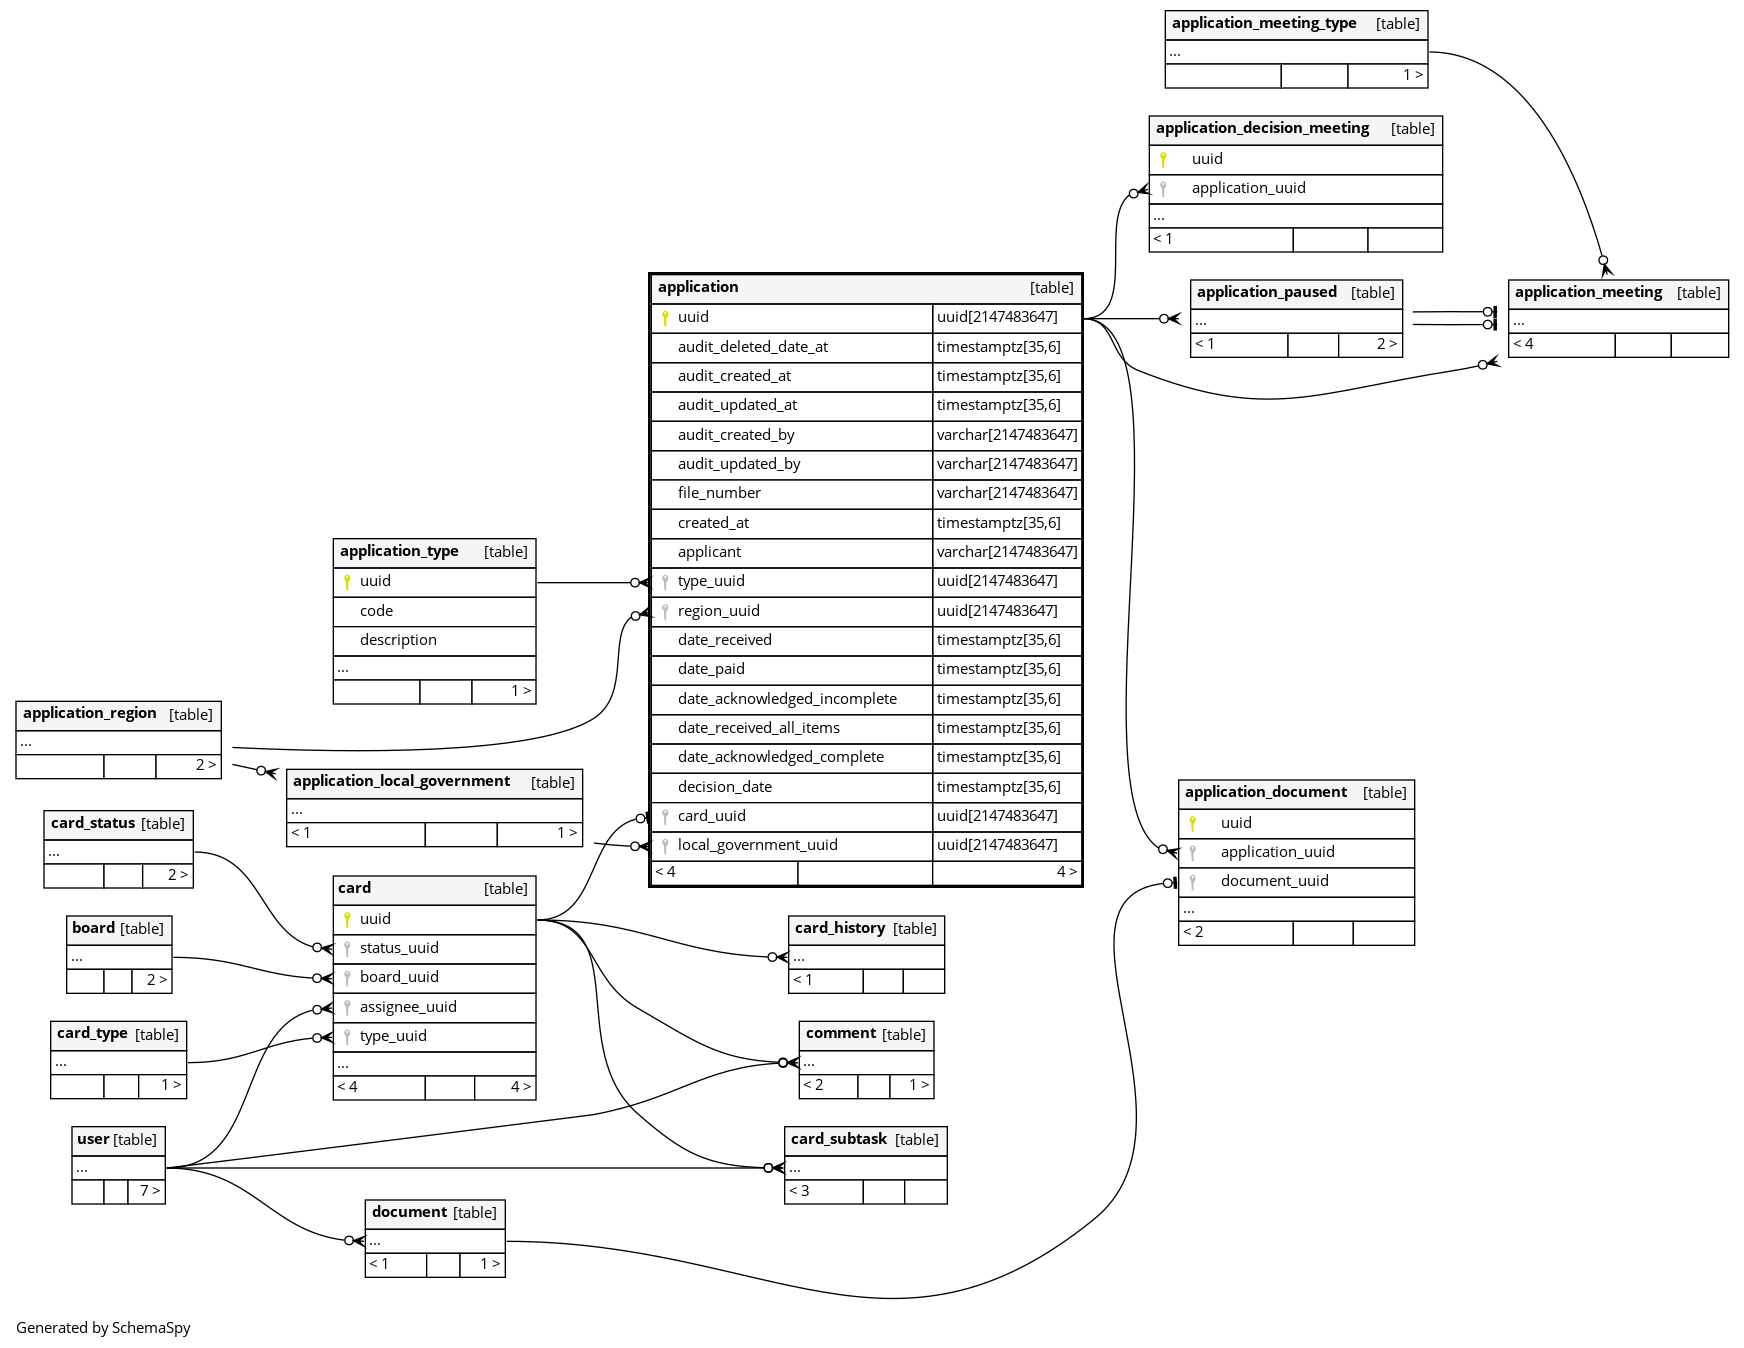 application_meeting_type [table]
...
1 >
application_decision_meeting [table]
uuid
application_uuid
...
< 1
application_paused [table]
...
< 1 2 >
application_meeting [table]
...
< 4
application [table]
uuid uuid[2147483647]
audit_deleted_date_at timestamptz[35,6]
audit_created_at timestamptz[35,6]
audit_updated_at timestamptz[35,6]
audit_created_by varchar[2147483647]
audit_updated_by varchar[2147483647]
file_number varchar[2147483647]
created_at timestamptz[35,6]
applicant varchar[2147483647]
type_uuid uuid[2147483647]
region_uuid uuid[2147483647]
date_received timestamptz[35,6]
date_paid timestamptz[35,6]
date_acknowledged_incomplete timestamptz[35,6]
date_received_all_items timestamptz[35,6]
date_acknowledged_complete timestamptz[35,6]
decision_date timestamptz[35,6]
card_uuid uuid[2147483647]
local_government_uuid uuid[2147483647]
< 4 4 >
application_type [table]
uuid
code
description
...
1 >
application_region [table]
...
2 >
application_local_government [table]
...
< 1 1 >
application_document [table]
uuid
application_uuid
document_uuid
...
< 2
card_status [table]
...
2 >
card [table]
uuid
status_uuid
board_uuid
assignee_uuid
type_uuid
...
< 4 4 >
board [table]
...
2 >
card_history [table]
...
< 1
card_type [table]
...
1 >
comment [table]
...
< 2 1 >
user [table]
...
7 >
card_subtask [table]
...
< 3
document [table]
...
< 1 1 >
Generated by SchemaSpy